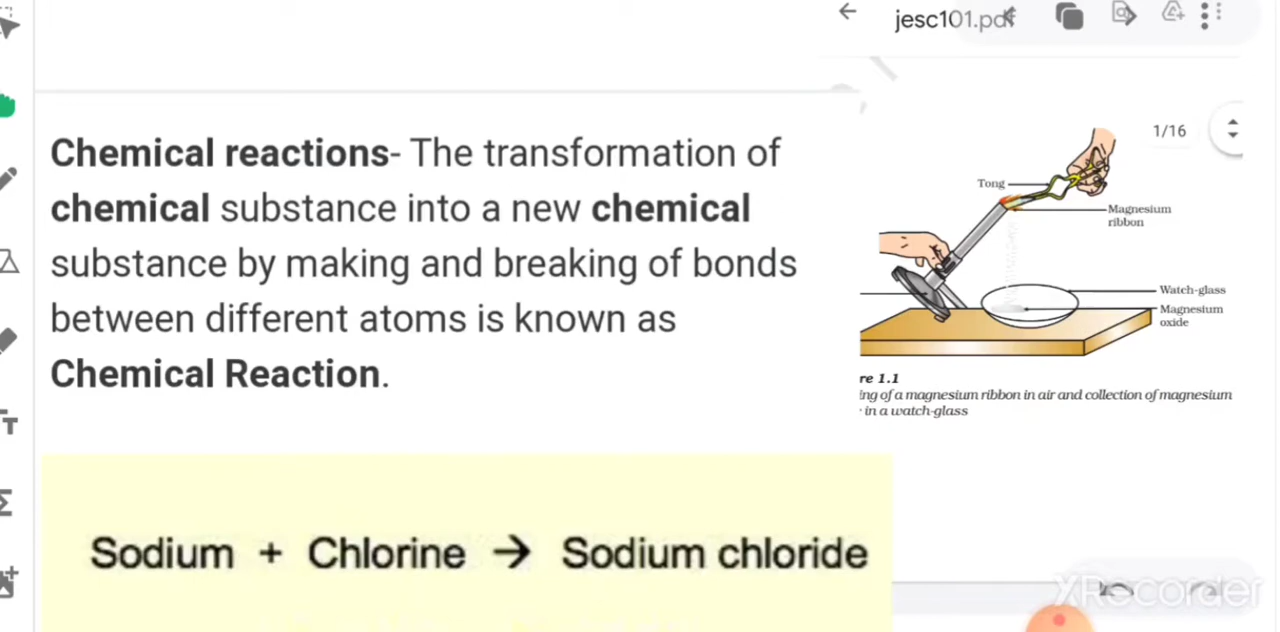 jesc101.pdf
1/16
Chemical reactions- The transformation of
chemical substance into a new chemical
substance by making and breaking of bonds
between different atoms is known as
Chemical Reaction.
Tong
Magnesium
ribbon
Watch-glass
Magnesium
oxide
re 1.1
ing of a magnesium ribbon in air and collection of magnesium
in a watch-glass
Sodium + Chlorine → Sodium chloride
XRecorder